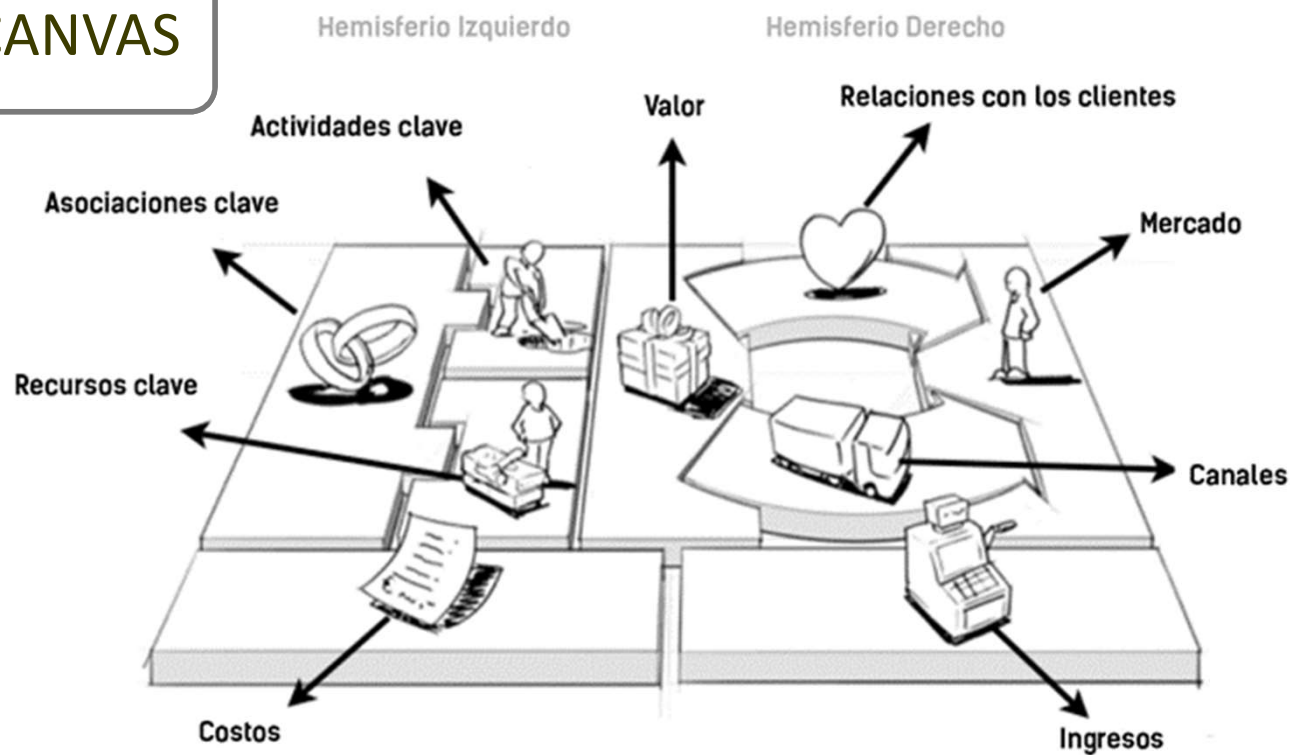 CANVAS
Hemisferio Izquierdo
Hemisferio Derecho
Relaciones con los clientes
Valor
Actividades clave
Asociaciones clave
Mercado
Recursos clave
Canales
Costos
Ingresos